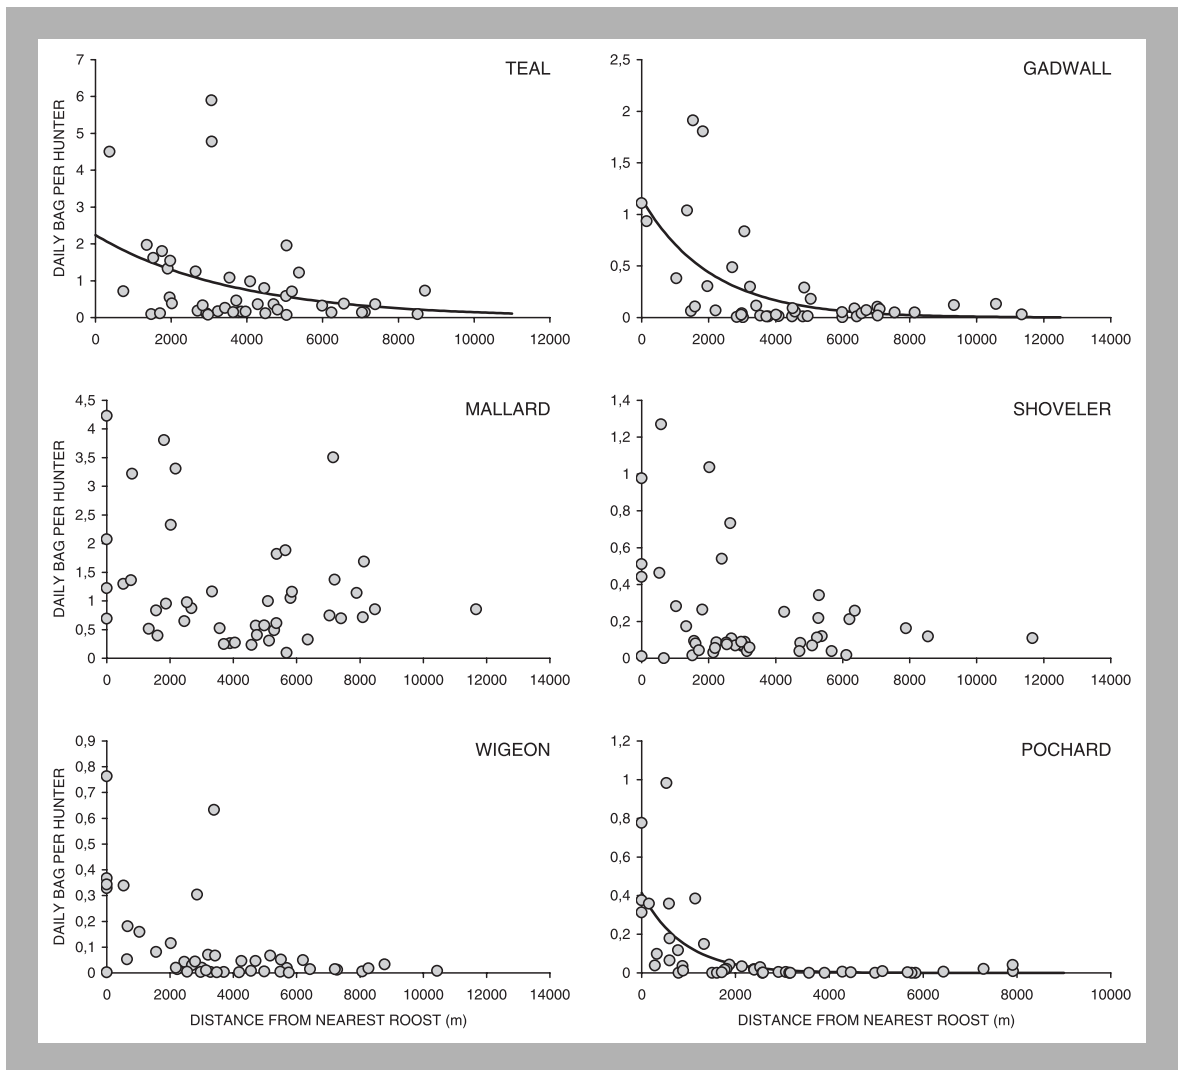 TEAL
DAILY BAG PER HUNTER
7
6
5
4
3
2
1
0
0 2000 4000 6000 8000 10000 12000
GADWALL
2,5
2
1,5
1
0,5
0
0 2000 4000 6000 8000 10000 12000 14000
MALLARD
DAILY BAG PER HUNTER
4,5
4
3,5
3
2,5
2
1,5
1
0,5
0
0 2000 4000 6000 8000 10000 12000 14000
SHOVELER
1,4
1,2
1
0,8
0,6
0,4
0,2
0
0 2000 4000 6000 8000 10000 12000 14000
WIGEON
DAILY BAG PER HUNTER
0,9
0,8
0,7
0,6
0,5
0,4
0,3
0,2
0,1
0
0 2000 4000 6000 8000 10000 12000 14000
DISTANCE FROM NEAREST ROOST (m)
POCHARD
1,2
1
0,8
0,6
0,4
0,2
0
0 2000 4000 6000 8000 10000
DISTANCE FROM NEAREST ROOST (m)